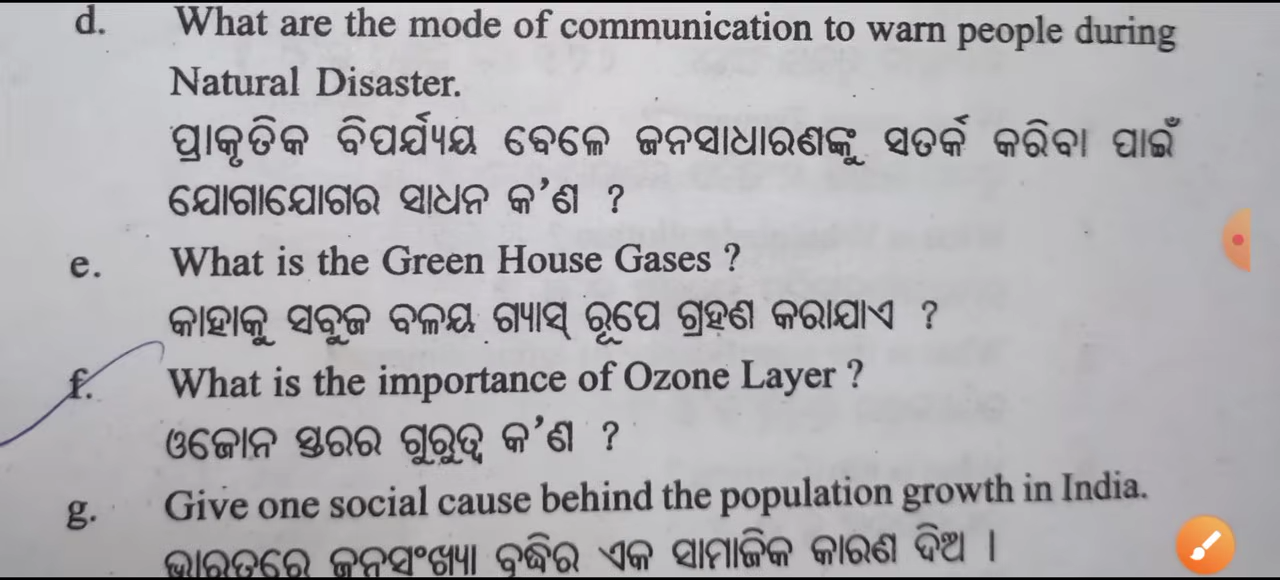 d. What are the mode of communication to warn people during
Natural Disaster.
ପ୍ରାକୃତିକ ବିପର୍ଯ୍ୟୟ ବେଳେ ଜନସାଧାରଣଙ୍କୁ ସତର୍କ କରିବା ପାଇଁ
ଯୋଗାଯୋଗର ସାଧନ କ'ଣ ?
e. What is the Green House Gases ?
କାହାକୁ ସବୁଜ ବଳୟ ଗ୍ୟାସ୍ ରୂପେ ଗ୍ରହଣ କରାଯାଏ ?
f. What is the importance of Ozone Layer ?
ଓଜୋନ ସ୍ତରର ଗୁରୁତ୍ୱ କ'ଣ ?
g. Give one social cause behind the population growth in India.
ଭାରତରେ ଜନସଂଖ୍ୟା ବୃଦ୍ଧିର ଏକ ସାମାଜିକ କାରଣ ଦିଅ ।